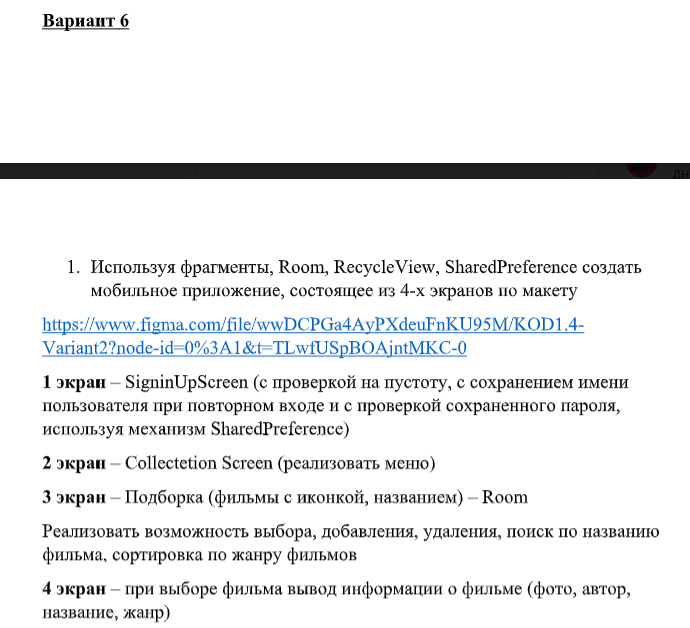 Вариант 6
дн
1. Используя фрагменты, Room, RecycleView, SharedPreference создать
мобильное приложение, состоящее из 4-х экранов по макету
https://www.figma.com/file/wwDCPGa4AyPXdeuFnKU95M/KOD1.4-
Variant2?node-id=0%3A1&t=TLwfUSpBOAjntMKC-0
1 экран – SigninUpScreen (с проверкой на пустоту, с сохранением имени
пользователя при повторном входе и с проверкой сохраненного пароля,
используя механизм SharedPreference)
2 экран – Collectetion Screen (реализовать меню)
3 экран – Подборка (фильмы с иконкой, названием) – Room
Реализовать возможность выбора, добавления, удаления, поиск по названию
фильма, сортировка по жанру фильмов
4 экран – при выборе фильма вывод информации о фильме (фото, автор,
название, жанр)